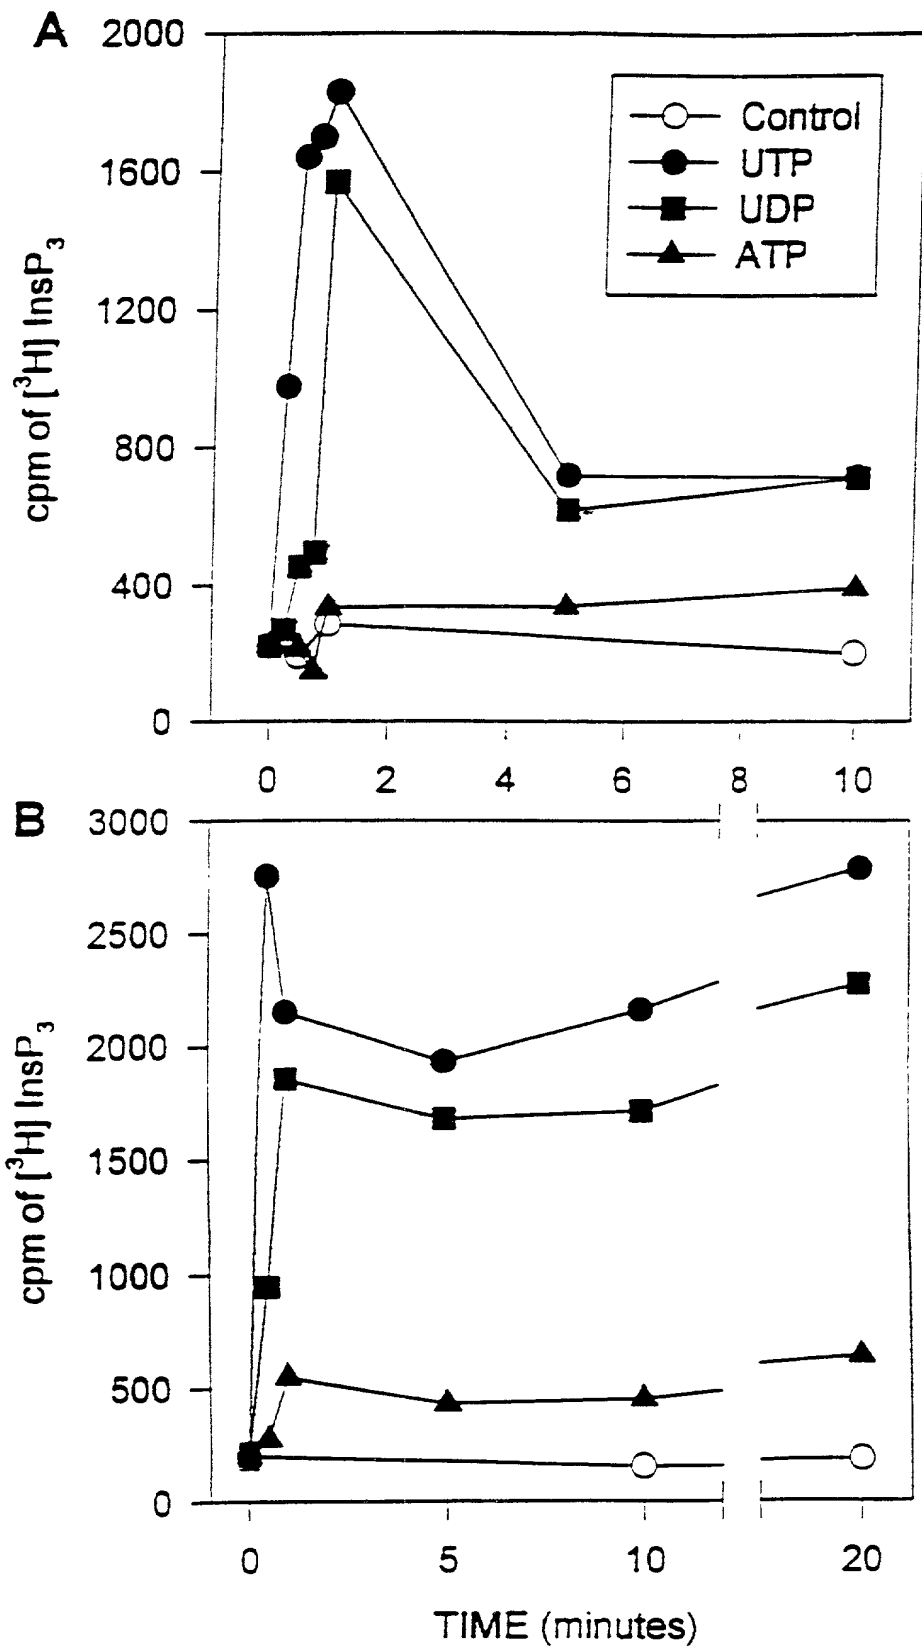 A
2000
1600
1200
800
400
0
cpm of [³H] InsP₃
Control
UTP
UDP
ATP
0 2 4 6 8 10
B
3000
2500
2000
1500
1000
500
0
cpm of [³H] InsP₃
0 5 10 20
TIME (minutes)